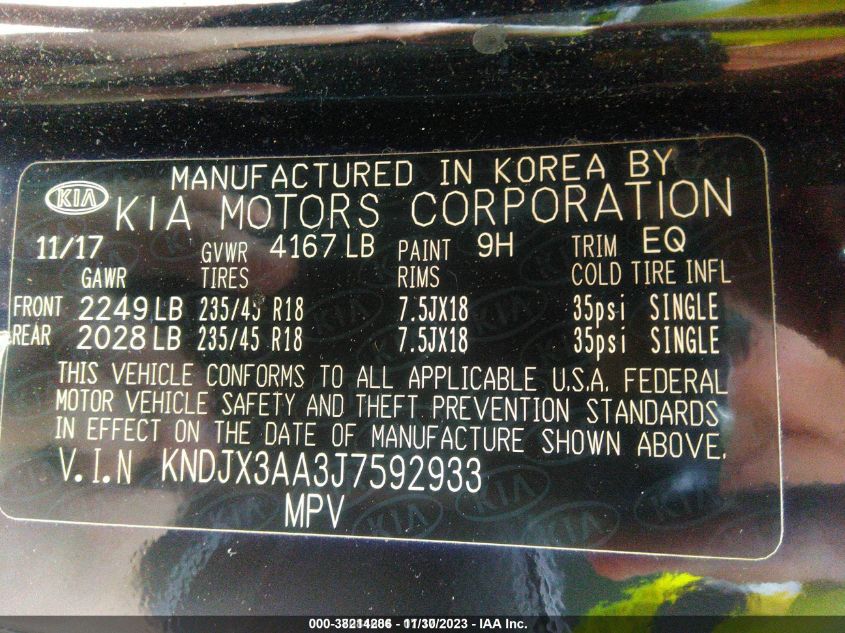 MANUFACTURED IN KOREA BY
KIA KIA MOTORS CORPORATION
11/17 GVWR 4167 LB PAINT 9H TRIM EQ
GAWR TIRES RIMS COLD TIRE INFL
FRONT 2249 LB 235/45 R18 7.5JX18 35psi SINGLE
REAR 2028 LB 235/45 R18 7.5JX18 35psi SINGLE
THIS VEHICLE CONFORMS TO ALL APPLICABLE U.S.A. FEDERAL
MOTOR VEHICLE SAFETY AND THEFT PREVENTION STANDARDS
IN EFFECT ON THE DATE OF MANUFACTURE SHOWN ABOVE.
V.I.N KNDJX3AA3J7592933
MPV
11/30/2023 - IAA Inc.